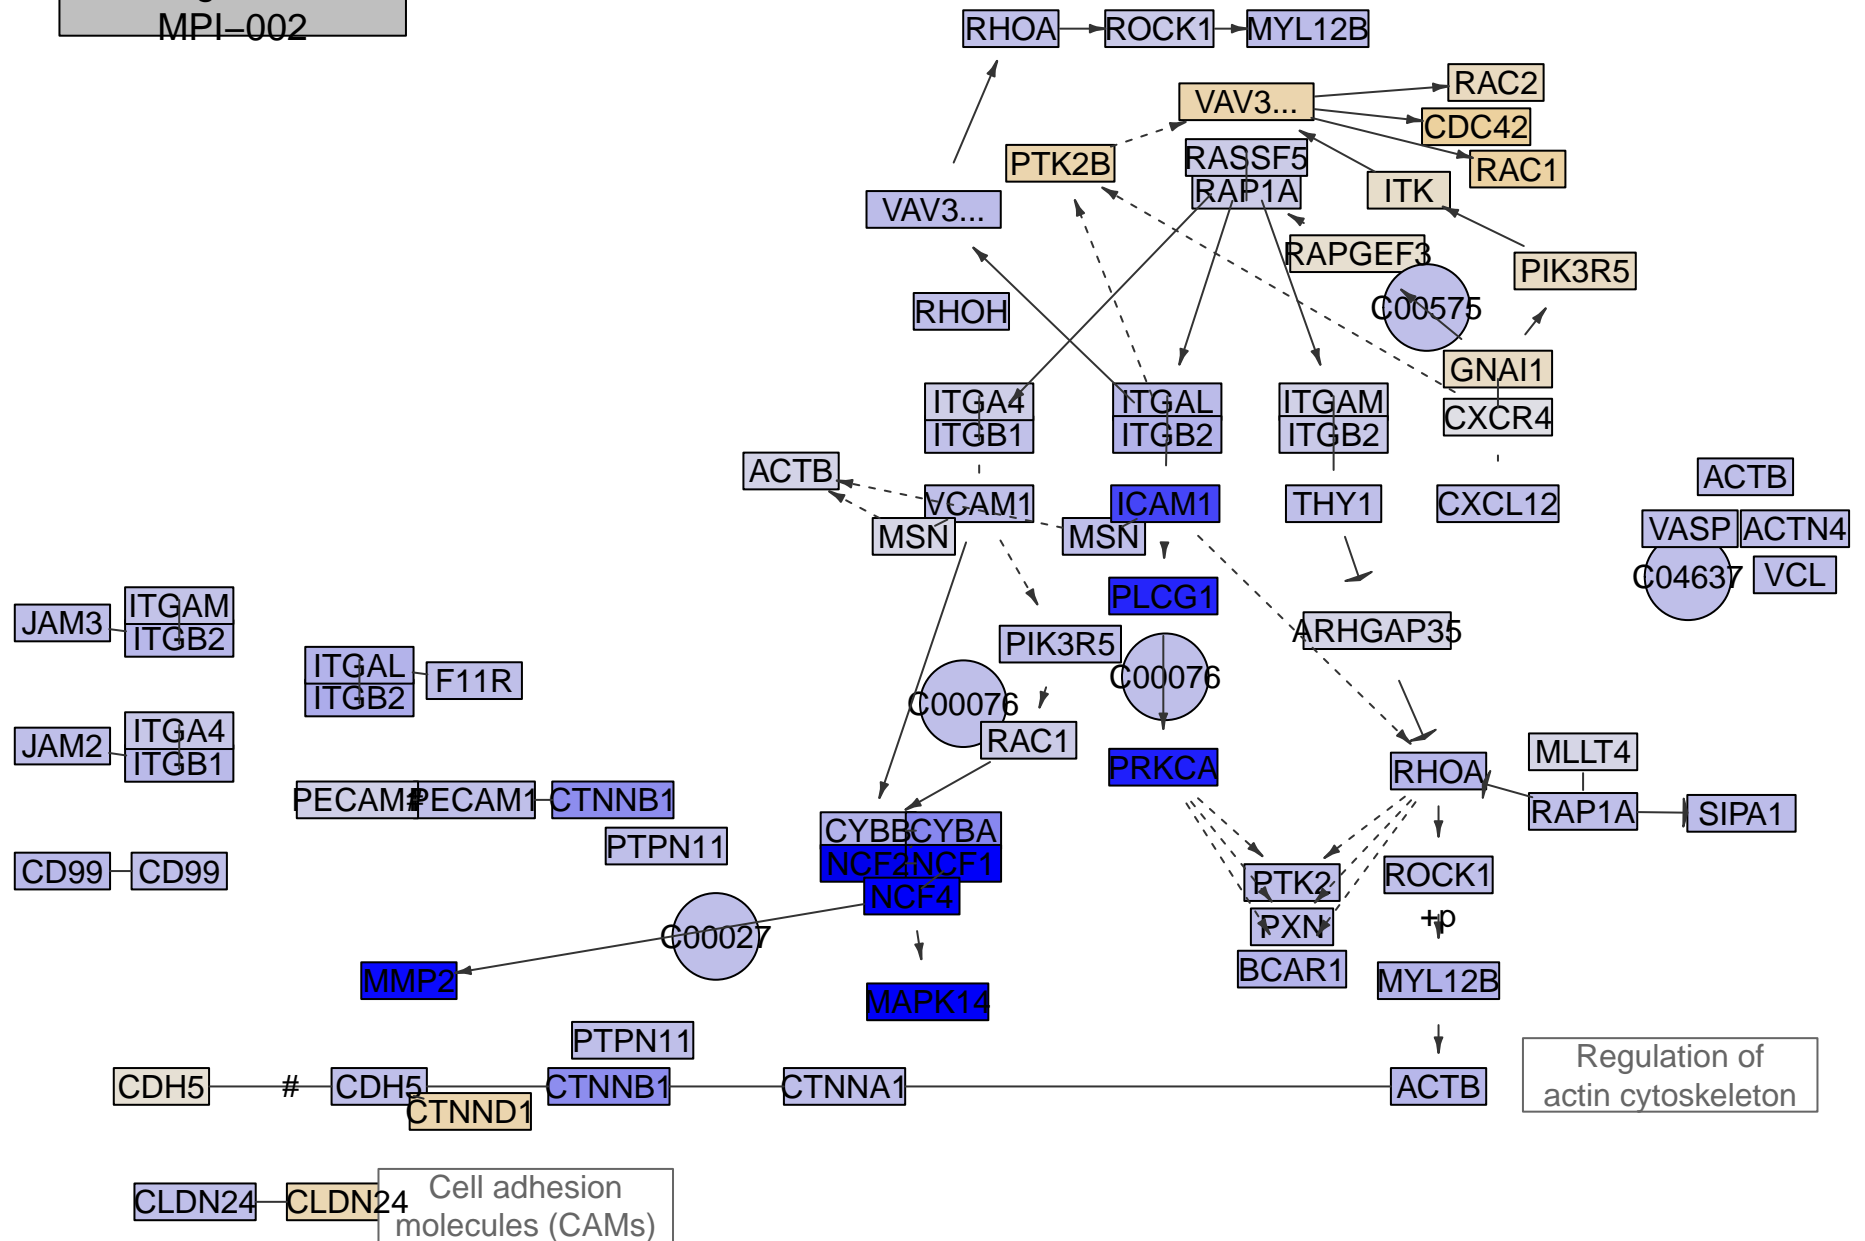 MPI–002
RHOA
ROCK1
MYL12B
RAC2
VAV3...
CDC42
RASSF5
PTK2B
RAC1
RAP1A
ITK
VAV3...
RAPGEF3
PIK3R5
C00575
RHOH
GNAI1
ITGA4
ITGAL
ITGAM
CXCR4
ITGB1
ITGB2
ITGB2
ACTB
ACTB
VCAM1
ICAM1
THY1
CXCL12
MSN
MSN
VASP
ACTN4
C04637
VCL
PLCG1
JAM3
ITGAM
ITGB2
ARHGAP35
PIK3R5
ITGAL
ITGB2
F11R
C00076
C00076
JAM2
ITGA4
ITGB1
RAC1
PRKCA
RHOA
MLLT4
PECAM1
#
PECAM1
CTNNB1
RAP1A
SIPA1
CYBB
CYBA
PTPN11
NCF2
NCF1
CD99
CD99
NCF4
PTK2
ROCK1
+p
PXN
C00027
BCAR1
MMP2
MYL12B
MAPK14
PTPN11
CDH5
#
CDH5
CTNNB1
CTNNA1
ACTB
CTNND1
Regulation of
actin cytoskeleton
CLDN24
CLDN24
Cell adhesion
molecules (CAMs)